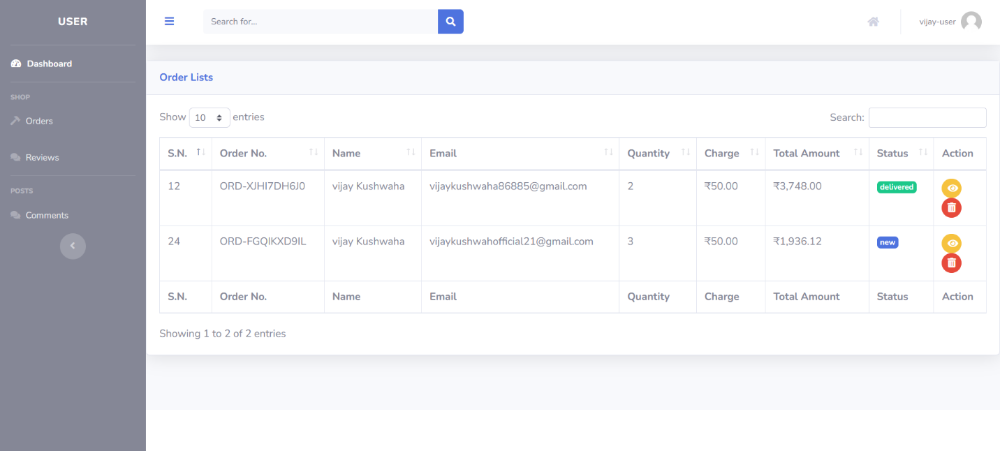 USER
Search for...
vijay-user
Dashboard
SHOP
Orders
Reviews
POSTS
Comments
Order Lists
Show 10 entries
Search:
S.N. Order No. Name Email Quantity Charge Total Amount Status Action
12 ORD-XJHI7DH6J0 vijay Kushwaha vijaykushwaha86885@gmail.com 2 ₹50.00 ₹3,748.00 delivered
24 ORD-FGQIKXD9IL vijay Kushwaha vijaykushwahofficial21@gmail.com 3 ₹50.00 ₹1,936.12 new
S.N. Order No. Name Email Quantity Charge Total Amount Status Action
Showing 1 to 2 of 2 entries